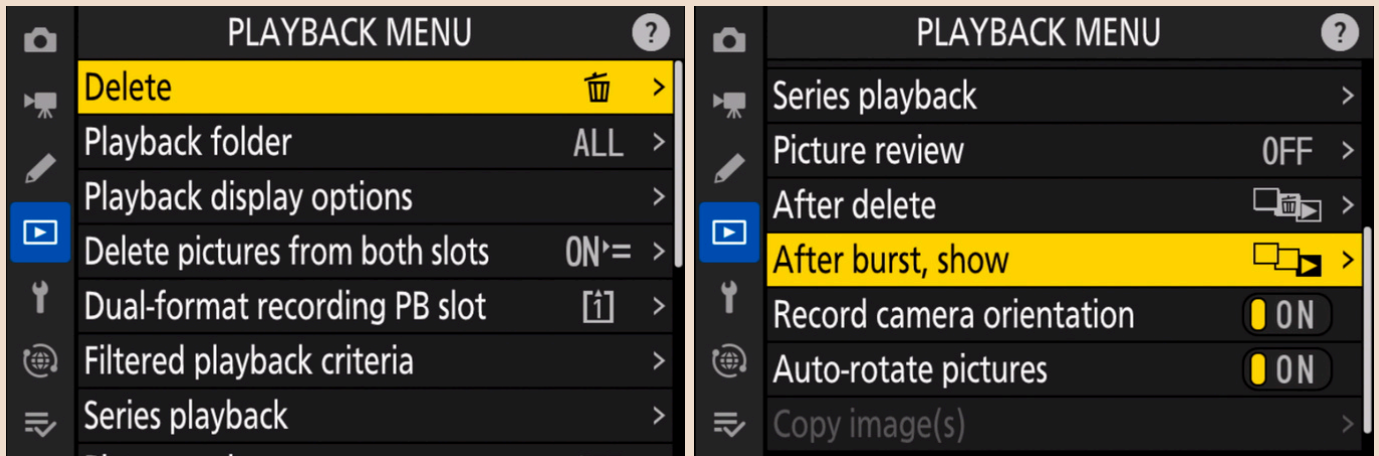 PLAYBACK MENU ?
Delete
Playback folder ALL
Playback display options
Delete pictures from both slots ON
Dual-format recording PB slot 1
Filtered playback criteria
Series playback
PLAYBACK MENU ?
Series playback
Picture review OFF
After delete
After burst, show
Record camera orientation ON
Auto-rotate pictures ON
Copy image(s)